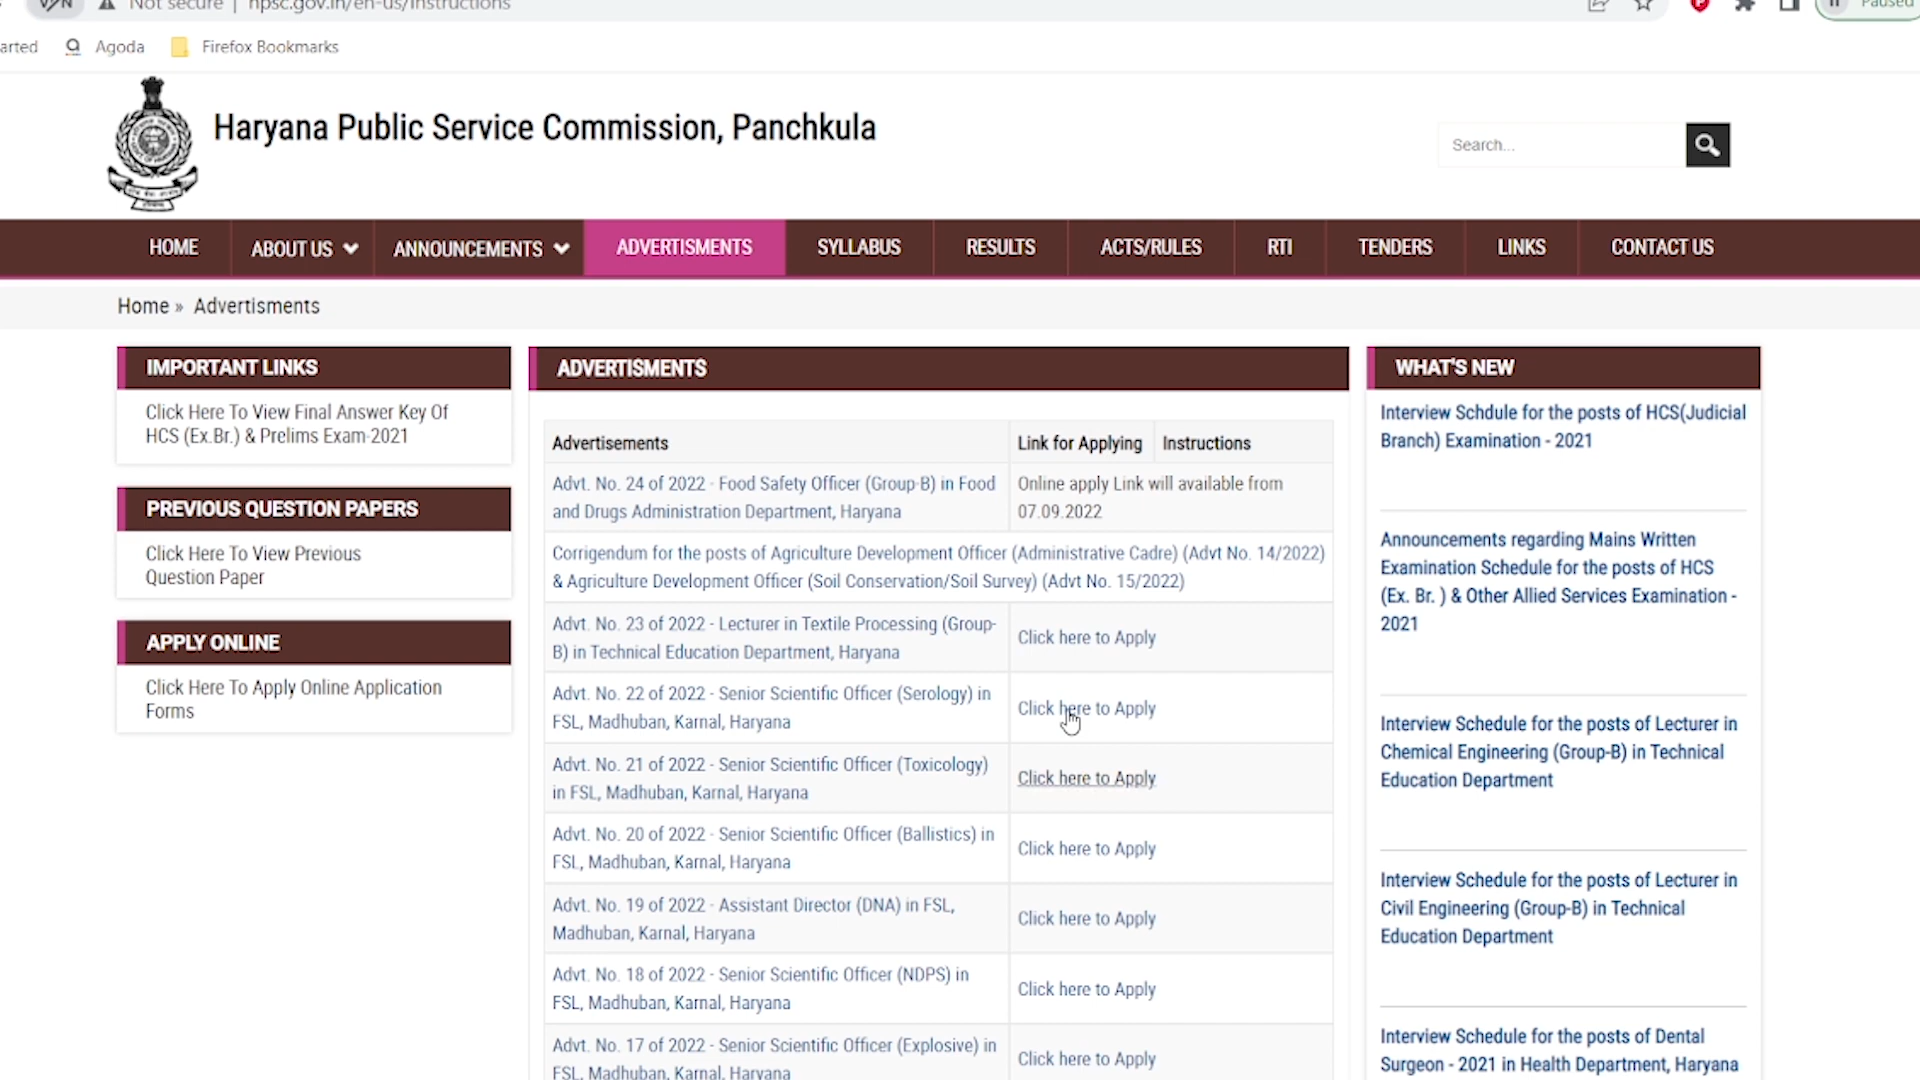 Not secure | hpsc.gov.in/en-us/Instructions
Paused
arted
Agoda
Firefox Bookmarks
Haryana Public Service Commission, Panchkula
Search...
HOME
ABOUT US
ANNOUNCEMENTS
ADVERTISMENTS
SYLLABUS
RESULTS
ACTS/RULES
RTI
TENDERS
LINKS
CONTACT US
Home » Advertisments
IMPORTANT LINKS
Click Here To View Final Answer Key Of
HCS (Ex.Br.) & Prelims Exam-2021
PREVIOUS QUESTION PAPERS
Click Here To View Previous
Question Paper
APPLY ONLINE
Click Here To Apply Online Application
Forms
ADVERTISMENTS
Advertisements
Link for Applying
Instructions
Advt. No. 24 of 2022 - Food Safety Officer (Group-B) in Food
and Drugs Administration Department, Haryana
Online apply Link will available from
07.09.2022
Corrigendum for the posts of Agriculture Development Officer (Administrative Cadre) (Advt No. 14/2022)
& Agriculture Development Officer (Soil Conservation/Soil Survey) (Advt No. 15/2022)
Advt. No. 23 of 2022 - Lecturer in Textile Processing (Group-
B) in Technical Education Department, Haryana
Click here to Apply
Advt. No. 22 of 2022 - Senior Scientific Officer (Serology) in
FSL, Madhuban, Karnal, Haryana
Click here to Apply
Advt. No. 21 of 2022 - Senior Scientific Officer (Toxicology)
in FSL, Madhuban, Karnal, Haryana
Click here to Apply
Advt. No. 20 of 2022 - Senior Scientific Officer (Ballistics) in
FSL, Madhuban, Karnal, Haryana
Click here to Apply
Advt. No. 19 of 2022 - Assistant Director (DNA) in FSL,
Madhuban, Karnal, Haryana
Click here to Apply
Advt. No. 18 of 2022 - Senior Scientific Officer (NDPS) in
FSL, Madhuban, Karnal, Haryana
Click here to Apply
Advt. No. 17 of 2022 - Senior Scientific Officer (Explosive) in
FSL, Madhuban, Karnal, Haryana
Click here to Apply
WHAT'S NEW
Interview Schdule for the posts of HCS(Judicial
Branch) Examination - 2021
Announcements regarding Mains Written
Examination Schedule for the posts of HCS
(Ex. Br. ) & Other Allied Services Examination -
2021
Interview Schedule for the posts of Lecturer in
Chemical Engineering (Group-B) in Technical
Education Department
Interview Schedule for the posts of Lecturer in
Civil Engineering (Group-B) in Technical
Education Department
Interview Schedule for the posts of Dental
Surgeon - 2021 in Health Department, Haryana